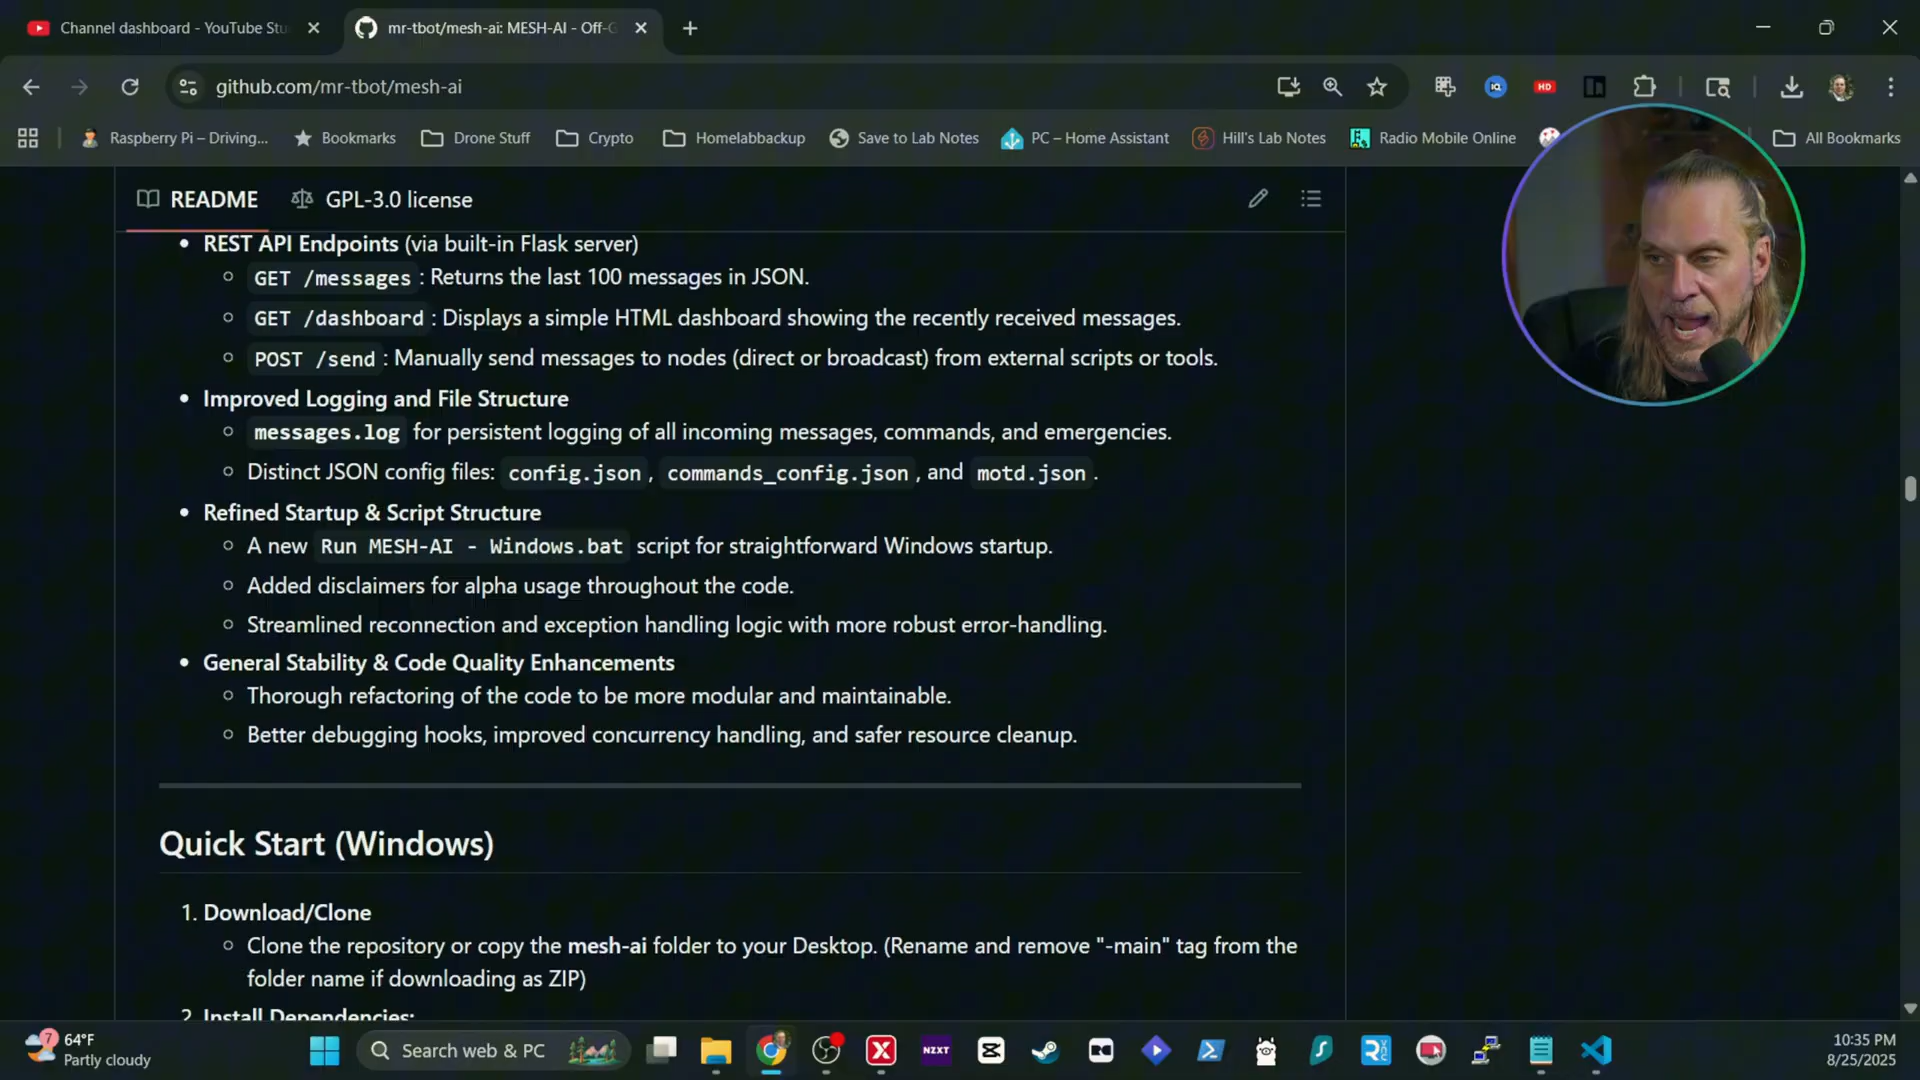 Channel dashboard - YouTube Stu
mr-tbot/mesh-ai: MESH-AI - Off-G
github.com/mr-tbot/mesh-ai
HD
Raspberry Pi – Driving...
Bookmarks
Drone Stuff
Crypto
Homelabbackup
Save to Lab Notes
PC – Home Assistant
Hill's Lab Notes
Radio Mobile Online
All Bookmarks
README
GPL-3.0 license
• REST API Endpoints (via built-in Flask server)
GET /messages : Returns the last 100 messages in JSON.
GET /dashboard : Displays a simple HTML dashboard showing the recently received messages.
POST /send : Manually send messages to nodes (direct or broadcast) from external scripts or tools.
• Improved Logging and File Structure
messages.log for persistent logging of all incoming messages, commands, and emergencies.
Distinct JSON config files: config.json , commands_config.json , and motd.json .
• Refined Startup & Script Structure
A new Run MESH-AI - Windows.bat script for straightforward Windows startup.
Added disclaimers for alpha usage throughout the code.
Streamlined reconnection and exception handling logic with more robust error-handling.
• General Stability & Code Quality Enhancements
Thorough refactoring of the code to be more modular and maintainable.
Better debugging hooks, improved concurrency handling, and safer resource cleanup.
Quick Start (Windows)
1. Download/Clone
Clone the repository or copy the mesh-ai folder to your Desktop. (Rename and remove "-main" tag from the
folder name if downloading as ZIP)
2. Install Dependencies:
7
64°F
Partly cloudy
Search web & PC
NZXT
10:35 PM
8/25/2025